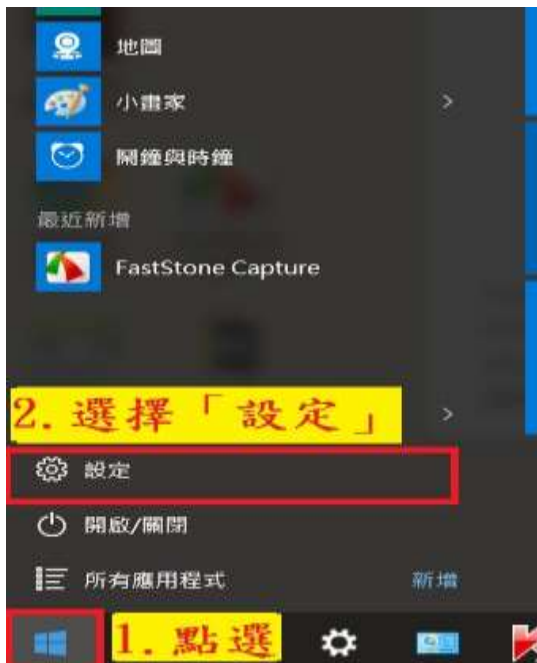 地圖
小畫家
鬧鐘與時鐘
最近新增
FastStone Capture
2. 選擇「設定」
設定
開啟/關閉
所有應用程式 新增
1. 點選